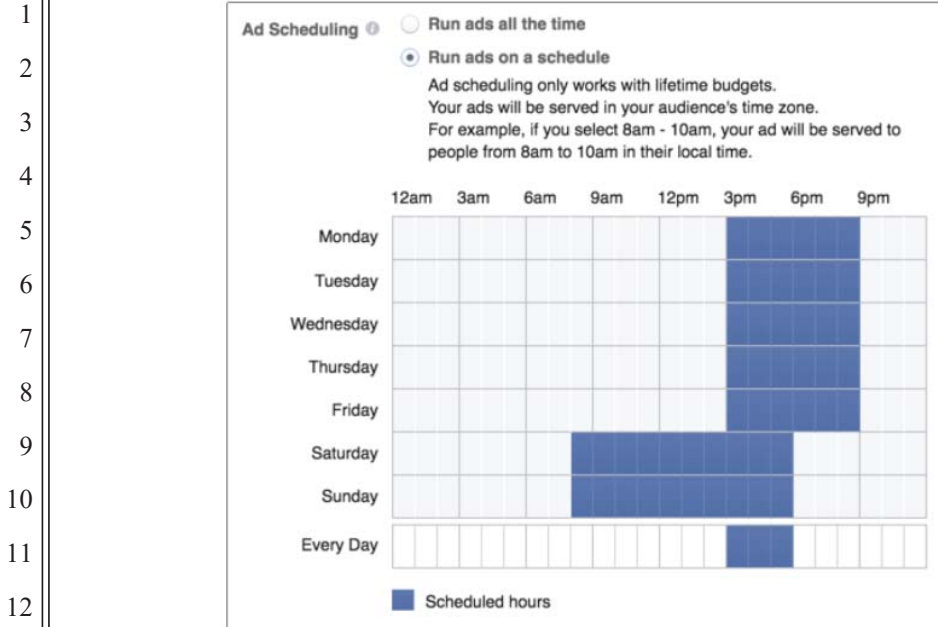 1
2
3
4
5
6
7
8
9
10
11
12
Ad Scheduling
Run ads all the time
Run ads on a schedule
Ad scheduling only works with lifetime budgets.
Your ads will be served in your audience's time zone.
For example, if you select 8am - 10am, your ad will be served to
people from 8am to 10am in their local time.
12am 3am 6am 9am 12pm 3pm 6pm 9pm
Monday
Tuesday
Wednesday
Thursday
Friday
Saturday
Sunday
Every Day
Scheduled hours